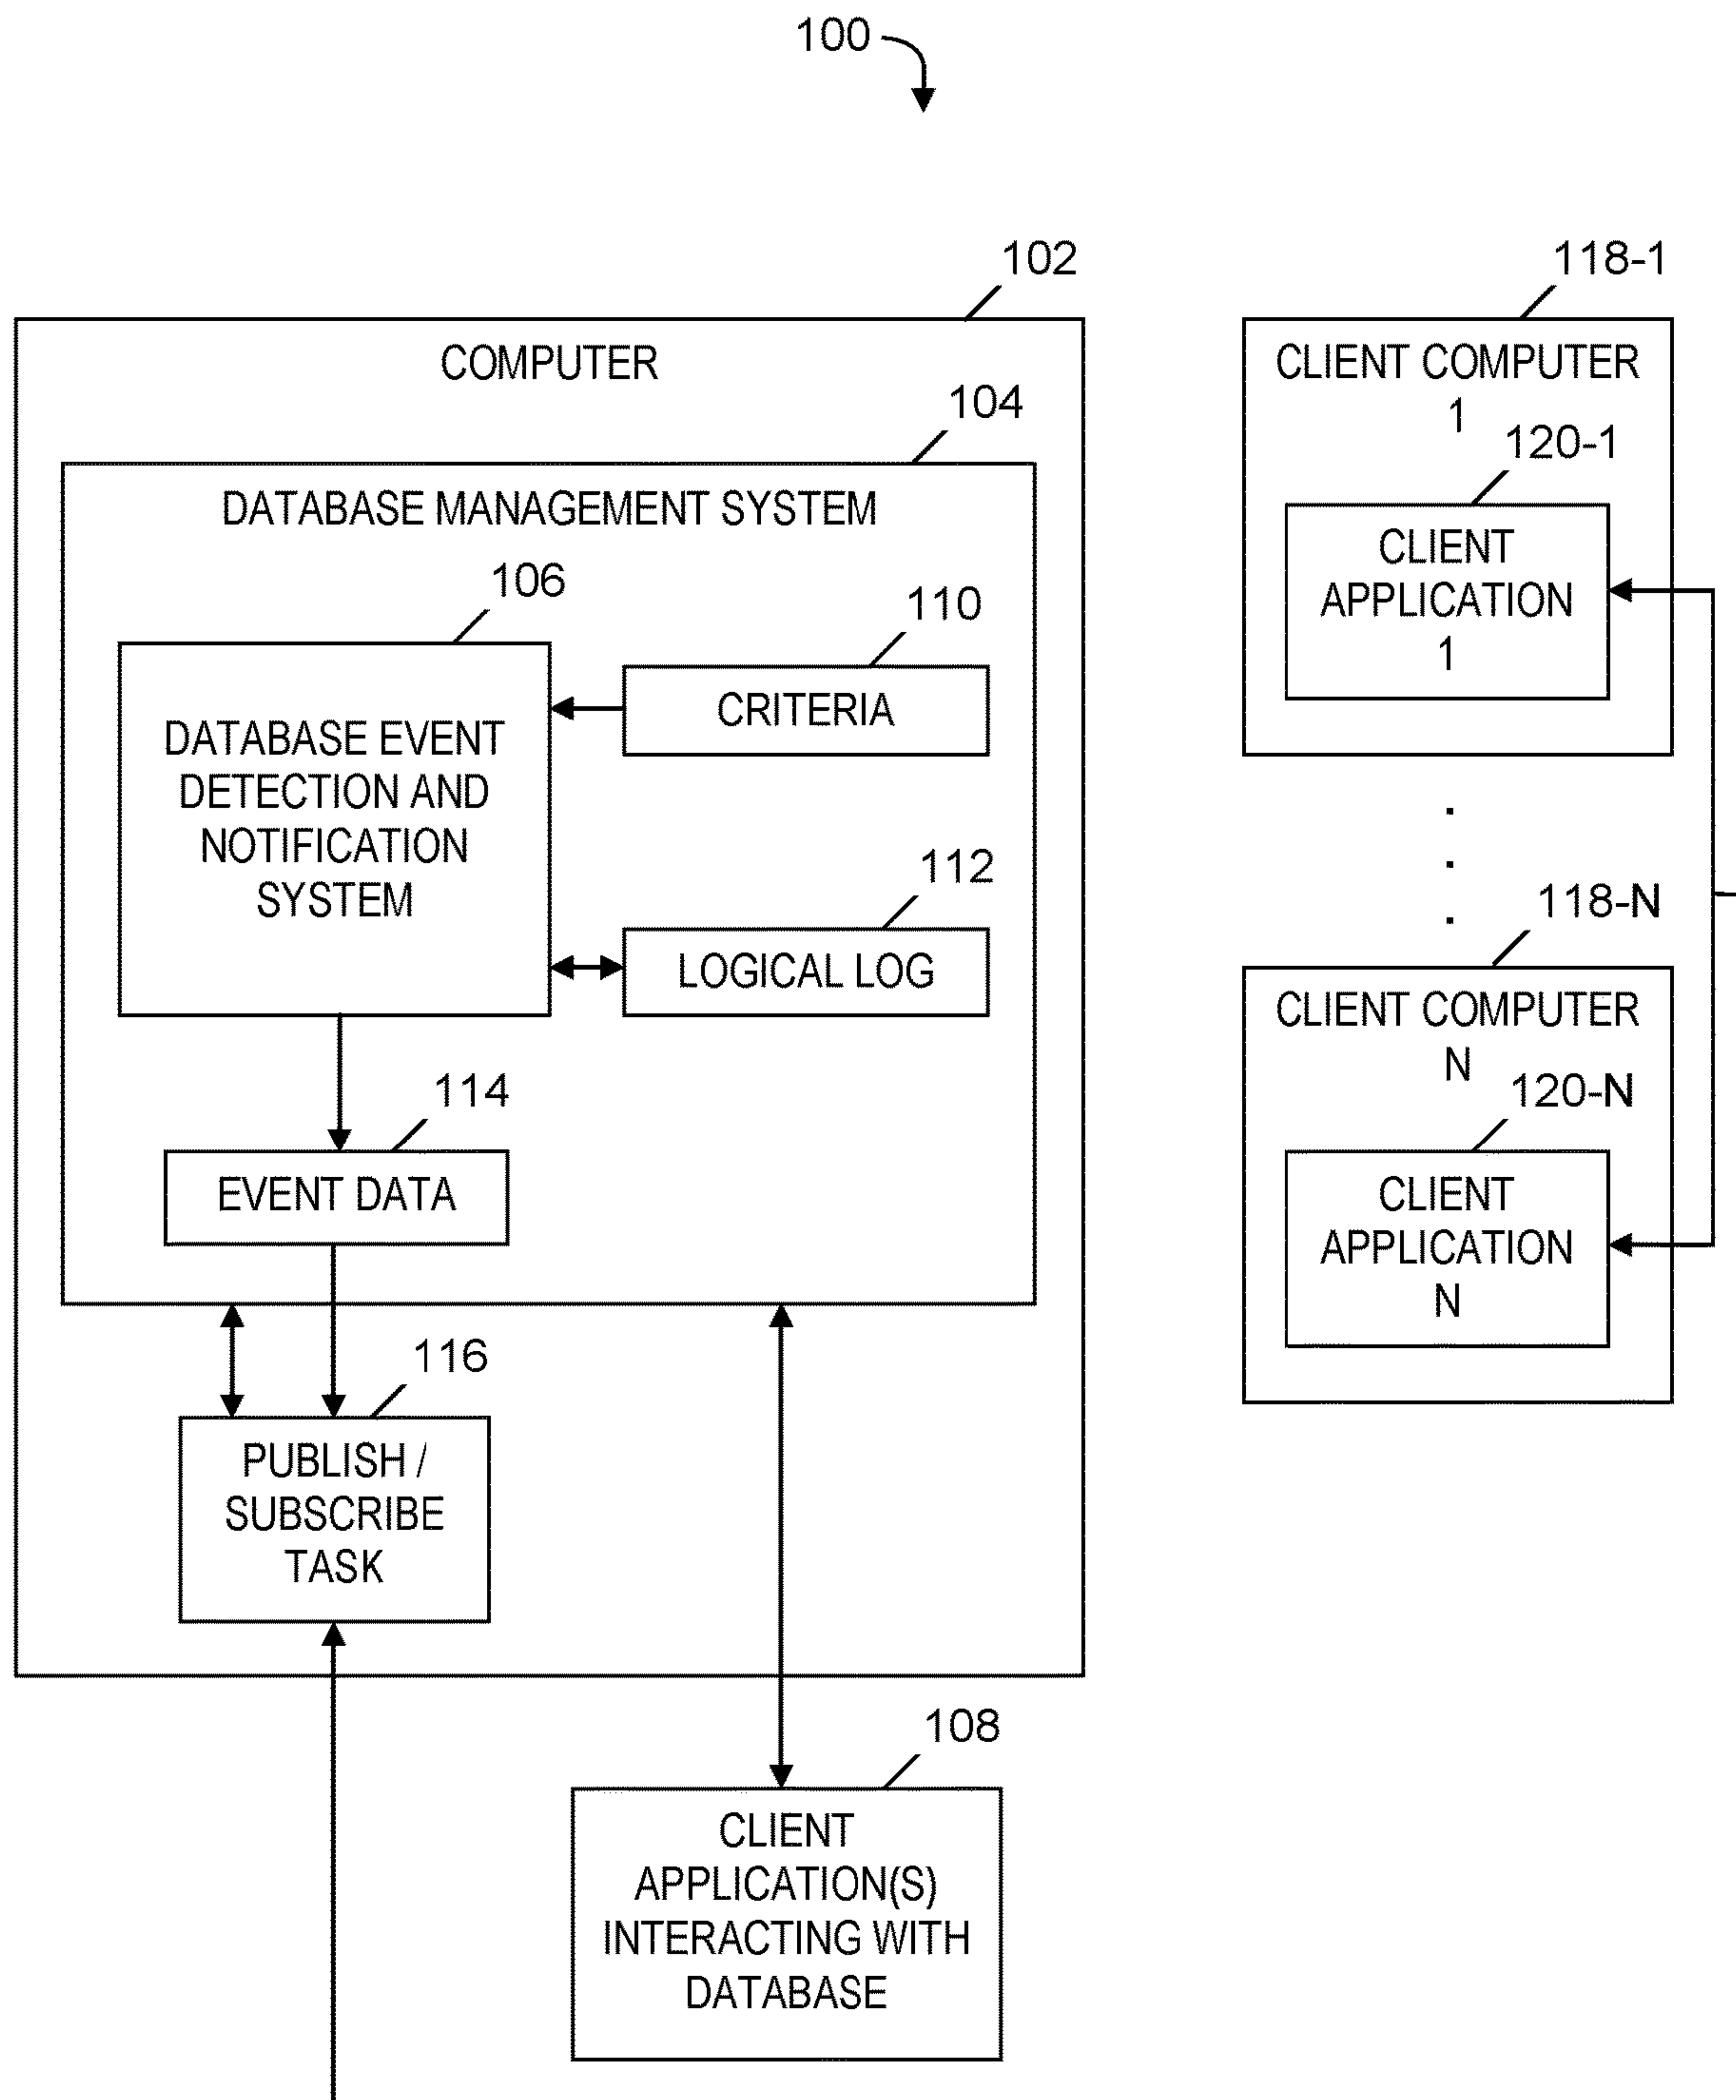 100
102
COMPUTER
104
DATABASE MANAGEMENT SYSTEM
106
DATABASE EVENT
DETECTION AND
NOTIFICATION
SYSTEM
110
CRITERIA
112
LOGICAL LOG
114
EVENT DATA
116
PUBLISH /
SUBSCRIBE
TASK
108
CLIENT
APPLICATION(S)
INTERACTING WITH
DATABASE
118-1
CLIENT COMPUTER
1
120-1
CLIENT
APPLICATION
1
.
.
.
118-N
CLIENT COMPUTER
N
120-N
CLIENT
APPLICATION
N